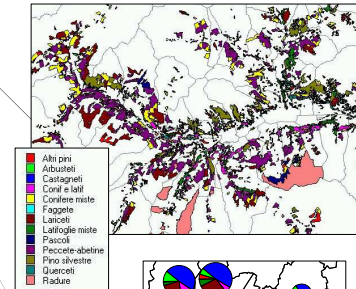 Altri pini
Arbusteti
Castagneti
Conif e latif
Conifere miste
Faggete
Lariceti
Latifoglie miste
Pascoli
Peccete-abetine
Pino silvestre
Querceti
Radure